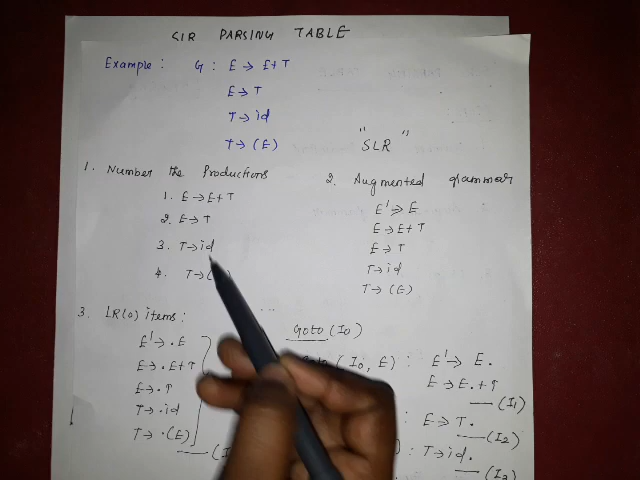 SLR PARSING TABLE
Example: G: E → E+T
E → T
T → id
T → (E)
"SLR"
1. Number the Productions
1. E → E+T
2. E → T
3. T → id
4. T → (
2. Augmented grammar
E' → E
E → E+T
E → T
T → id
T → (E)
3. LR(0) items:
E' → .E
E → .E+T
E → .T
T → .id
T → .(E)
Goto (I0)
(I0, E) : E' → E.
E → E.+T
(I1)
: E → T.
(I2)
) : T → id.
(I3)